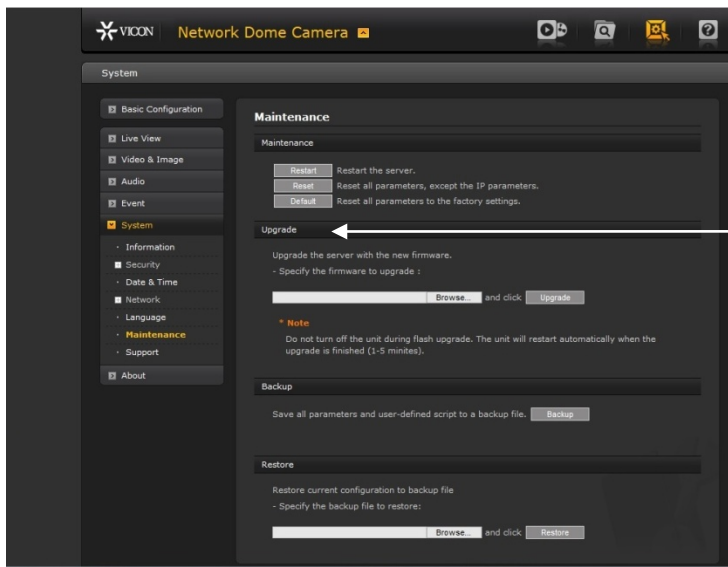 VICON Network Dome Camera
System
Basic Configuration
Live View
Video & Image
Audio
Event
System
· Information
Security
· Date & Time
Network
· Language
· Maintenance
· Support
About
Maintenance
Maintenance
Restart Restart the server.
Reset Reset all parameters, except the IP parameters.
Default Reset all parameters to the factory settings.
Upgrade
Upgrade the server with the new firmware.
- Specify the firmware to upgrade :
Browse... and click Upgrade
* Note
Do not turn off the unit during flash upgrade. The unit will restart automatically when the
upgrade is finished (1-5 minites).
Backup
Save all parameters and user-defined script to a backup file. Backup
Restore
Restore current configuration to backup file
- Specify the backup file to restore:
Browse... and click Restore